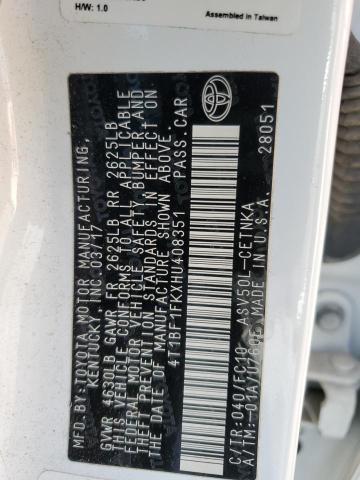 H/W: 1.0
Assembled in Taiwan
MFD. BY: TOYOTA MOTOR MANUFACTURING,
KENTUCKY, INC. 03/17
GVWR 4630LB GAWR FR 2625LB RR 2625LB
THIS VEHICLE CONFORMS TO ALL APPLICABLE
FEDERAL MOTOR VEHICLE SAFETY, BUMPER, AND
THEFT PREVENTION STANDARDS IN EFFECT ON
THE DATE OF MANUFACTURE SHOWN ABOVE.
4T1BF1FKXHU408351 PASS. CAR
C/TR: 040/FC10 ASV50L-CETNKA
A/TM: -01A/U760E MADE IN U.S.A. 28051